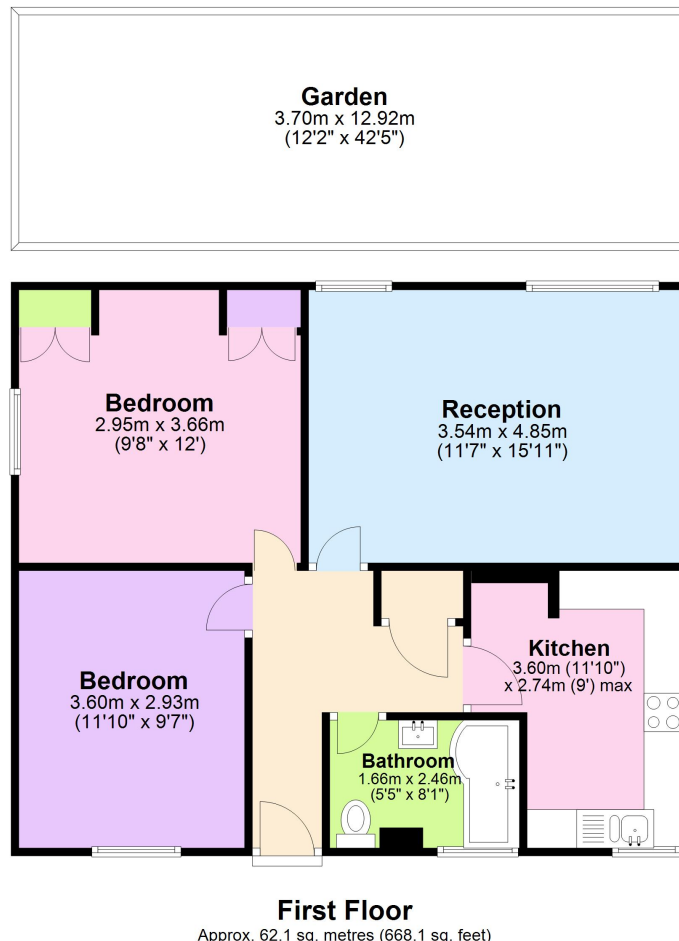 Garden
3.70m x 12.92m
(12'2" x 42'5")
Bedroom
2.95m x 3.66m
(9'8" x 12')
Reception
3.54m x 4.85m
(11'7" x 15'11")
Bedroom
3.60m x 2.93m
(11'10" x 9'7")
Kitchen
3.60m (11'10")
x 2.74m (9') max
Bathroom
1.66m x 2.46m
(5'5" x 8'1")
First Floor
Approx. 62.1 sq. metres (668.1 sq. feet)